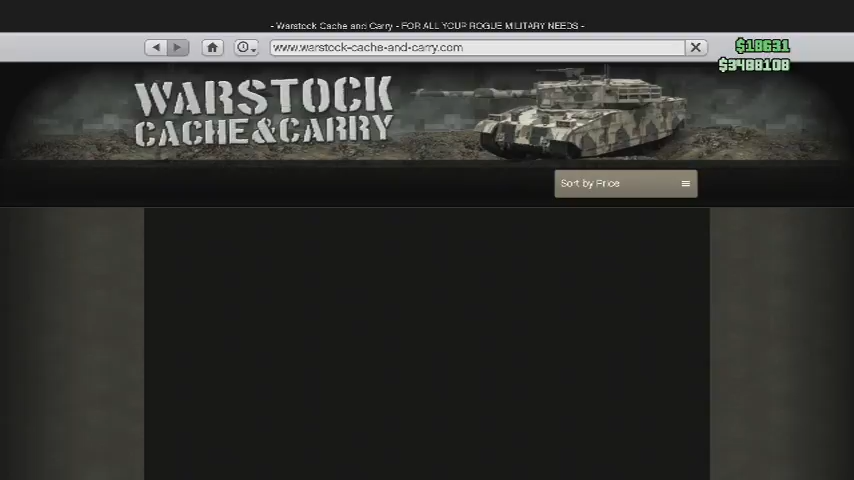 - Warstock Cache and Carry - FOR ALL YOUR ROGUE MILITARY NEEDS -
www.warstock-cache-and-carry.com
$18631
$3488108
WARSTOCK
CACHE&CARRY
Sort by Price